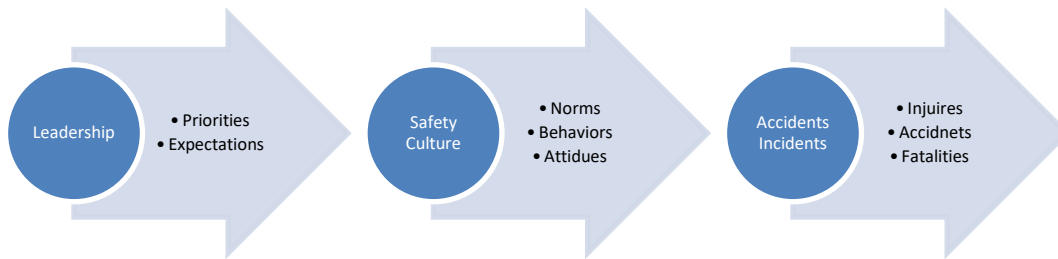 Leadership
• Priorities
• Expectations
Safety
Culture
• Norms
• Behaviors
• Attidues
Accidents
Incidents
• Injuires
• Accidnets
• Fatalities